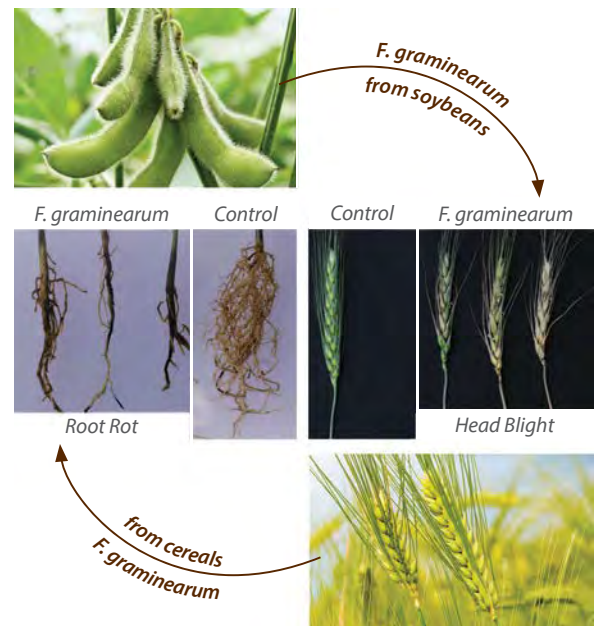 F. graminearum
from soybeans
F. graminearum
Control
Control
F. graminearum
Root Rot
Head Blight
from cereals
F. graminearum